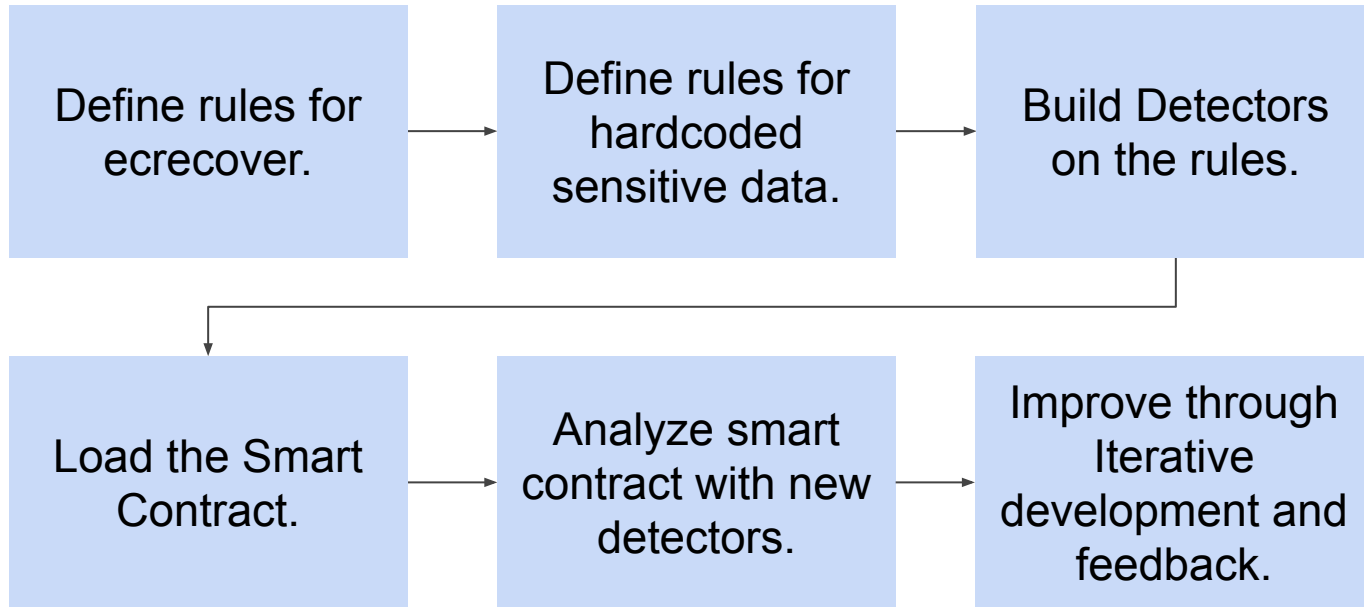 Define rules for
ecrecover.
Define rules for
hardcoded
sensitive data.
Build Detectors
on the rules.
Load the Smart
Contract.
Analyze smart
contract with new
detectors.
Improve through
Iterative
development and
feedback.